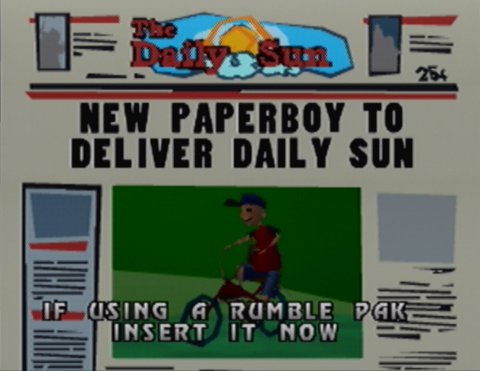 The
Daily Sun
25¢
NEW PAPERBOY TO
DELIVER DAILY SUN
IF USING A RUMBLE PAK
INSERT IT NOW